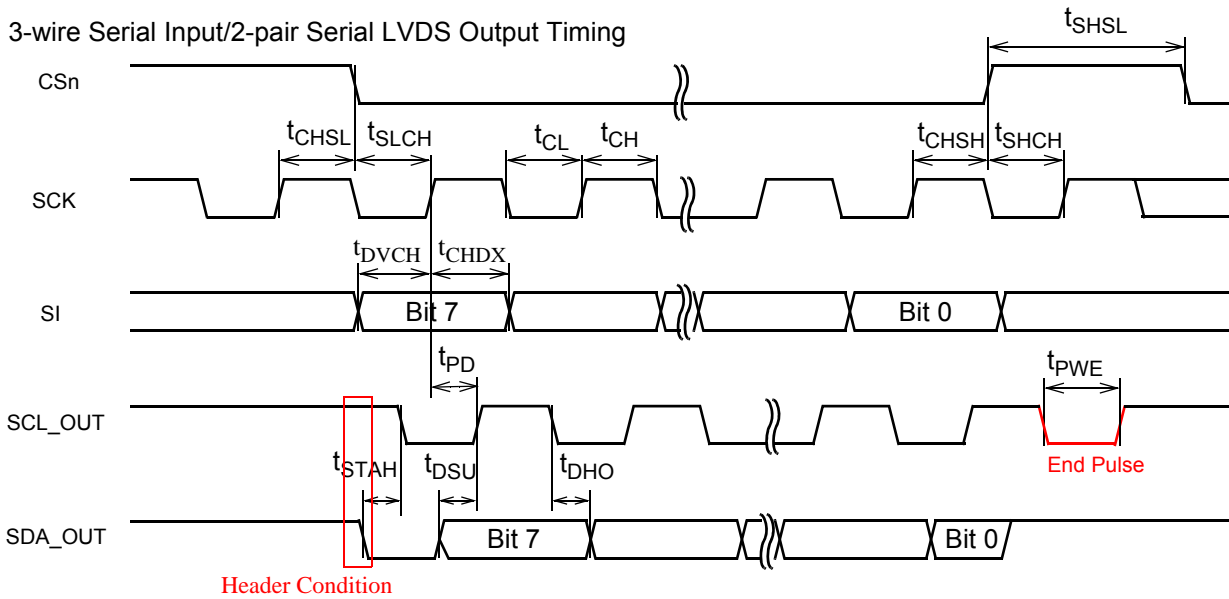 3-wire Serial Input/2-pair Serial LVDS Output Timing
tSHSL
CSn
tCHSL tSLCH tCL tCH tCHSH tSHCH
SCK
tDVCH tCHDX
SI Bit 7 Bit 0
tPD tPWE
SCL_OUT
End Pulse
tSTAH tDSU tDHO
SDA_OUT Bit 7 Bit 0
Header Condition